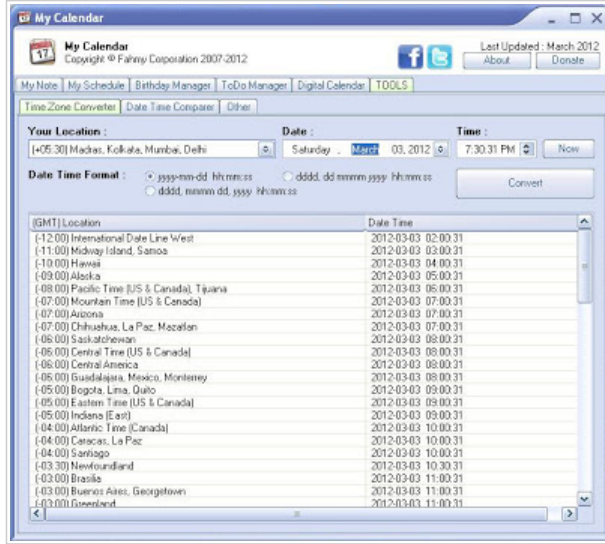 My Calendar
My Calendar
Copyright © Fahmy Corporation 2007-2012
Last Updated : March 2012
About Donate
My Note My Schedule Birthday Manager ToDo Manager Digital Calendar TOOLS
Time Zone Converter Date Time Comparer Other
Your Location : Date : Time :
(+05:30) Madras, Kolkata, Mumbai, Delhi Saturday , March 03, 2012 7:30:31 PM Now
Date Time Format : yyyy-mm-dd hh:mm:ss dddd, dd mmmm yyyy hh:mm:ss Convert
dddd, mmmm dd, yyyy hh:mm:ss
(GMT) Location Date Time
(-12:00) International Date Line West 2012-03-03 02:00:31
(-11:00) Midway Island, Samoa 2012-03-03 03:00:31
(-10:00) Hawaii 2012-03-03 04:00:31
(-09:00) Alaska 2012-03-03 05:00:31
(-08:00) Pacific Time (US & Canada), Tijuana 2012-03-03 06:00:31
(-07:00) Mountain Time (US & Canada) 2012-03-03 07:00:31
(-07:00) Arizona 2012-03-03 07:00:31
(-07:00) Chihuahua, La Paz, Mazatlan 2012-03-03 07:00:31
(-06:00) Saskatchewan 2012-03-03 08:00:31
(-06:00) Central Time (US & Canada) 2012-03-03 08:00:31
(-06:00) Central America 2012-03-03 08:00:31
(-06:00) Guadalajara, Mexico, Monterrey 2012-03-03 08:00:31
(-05:00) Bogota, Lima, Quito 2012-03-03 09:00:31
(-05:00) Eastern Time (US & Canada) 2012-03-03 09:00:31
(-05:00) Indiana (East) 2012-03-03 09:00:31
(-04:00) Atlantic Time (Canada) 2012-03-03 10:00:31
(-04:00) Caracas, La Paz 2012-03-03 10:00:31
(-04:00) Santiago 2012-03-03 10:00:31
(-03:30) Newfoundland 2012-03-03 10:30:31
(-03:00) Brasilia 2012-03-03 11:00:31
(-03:00) Buenos Aires, Georgetown 2012-03-03 11:00:31
(-03:00) Greenland 2012-03-03 11:00:31